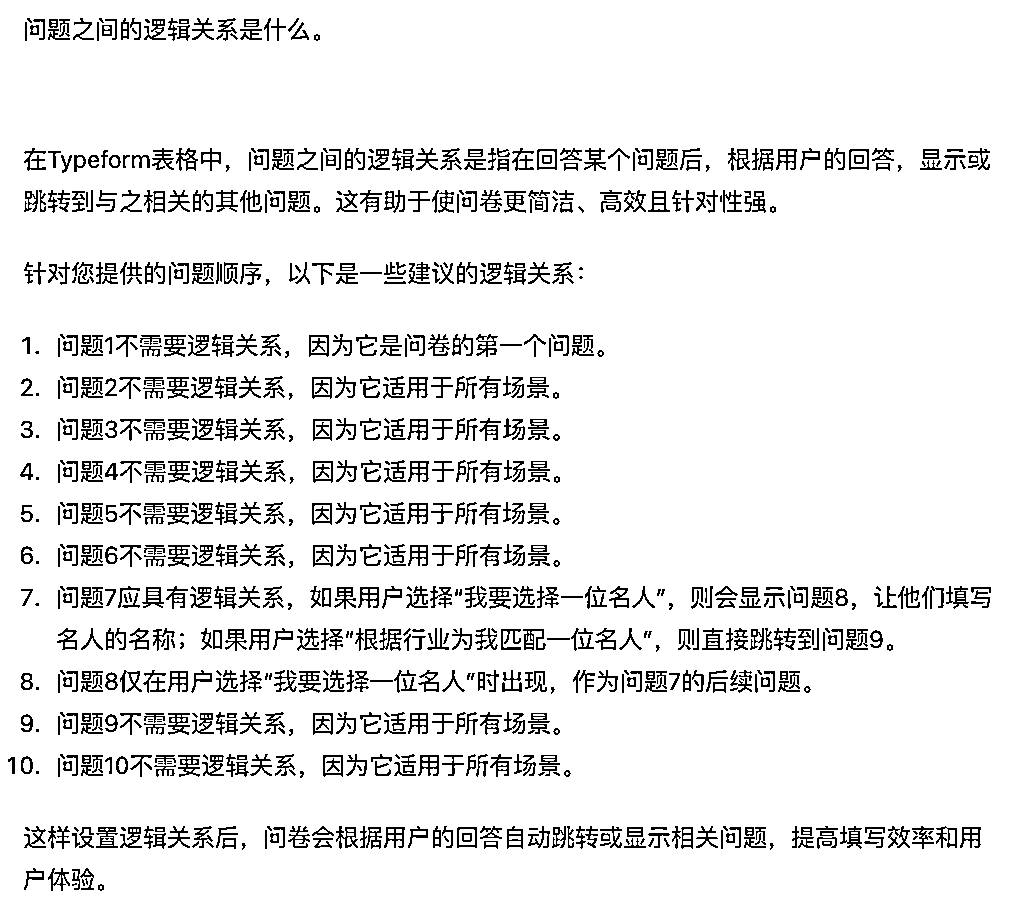 问题之间的逻辑关系是什么。
在Typeform表格中，问题之间的逻辑关系是指在回答某个问题后，根据用户的回答，显示或
跳转到与之相关的其他问题。这有助于使问卷更简洁、高效且针对性强。
针对您提供的问题顺序，以下是一些建议的逻辑关系：
1. 问题1不需要逻辑关系，因为它是问卷的第一个问题。
2. 问题2不需要逻辑关系，因为它适用于所有场景。
3. 问题3不需要逻辑关系，因为它适用于所有场景。
4. 问题4不需要逻辑关系，因为它适用于所有场景。
5. 问题5不需要逻辑关系，因为它适用于所有场景。
6. 问题6不需要逻辑关系，因为它适用于所有场景。
7. 问题7应具有逻辑关系，如果用户选择“我要选择一位名人”，则会显示问题8，让他们填写
名人的名称；如果用户选择“根据行业为我匹配一位名人”，则直接跳转到问题9。
8. 问题8仅在用户选择“我要选择一位名人”时出现，作为问题7的后续问题。
9. 问题9不需要逻辑关系，因为它适用于所有场景。
10. 问题10不需要逻辑关系，因为它适用于所有场景。
这样设置逻辑关系后，问卷会根据用户的回答自动跳转或显示相关问题，提高填写效率和用
户体验。